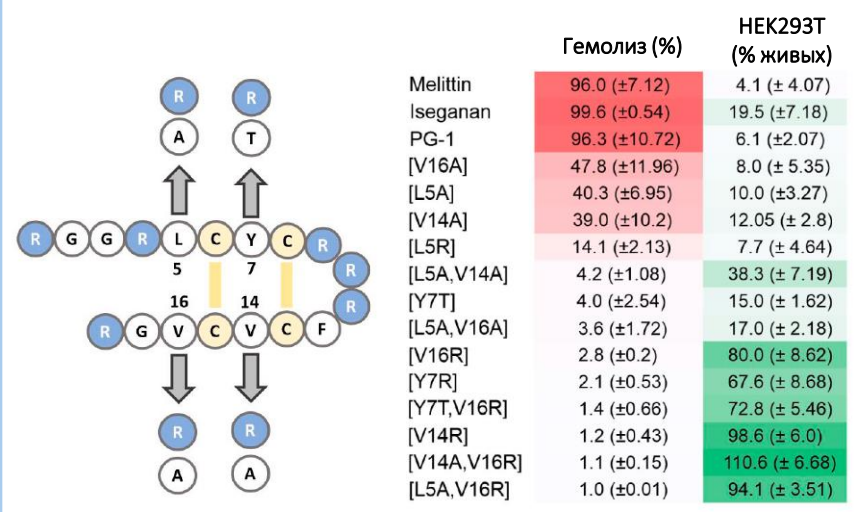 Гемолиз (%)
HEK293T
(% живых)
R R
A T
R G G R L C Y C R
5 7
R
16 14
R
R G V C V C F
R R
A A
Melittin 96.0 (±7.12) 4.1 (± 4.07)
Iseganan 99.6 (±0.54) 19.5 (±7.18)
PG-1 96.3 (±10.72) 6.1 (±2.07)
[V16A] 47.8 (±11.96) 8.0 (± 5.35)
[L5A] 40.3 (±6.95) 10.0 (±3.27)
[V14A] 39.0 (±10.2) 12.05 (± 2.8)
[L5R] 14.1 (±2.13) 7.7 (± 4.64)
[L5A,V14A] 4.2 (±1.08) 38.3 (± 7.19)
[Y7T] 4.0 (±2.54) 15.0 (± 1.62)
[L5A,V16A] 3.6 (±1.72) 17.0 (± 2.18)
[V16R] 2.8 (±0.2) 80.0 (± 8.62)
[Y7R] 2.1 (±0.53) 67.6 (± 8.68)
[Y7T,V16R] 1.4 (±0.66) 72.8 (± 5.46)
[V14R] 1.2 (±0.43) 98.6 (± 6.0)
[V14A,V16R] 1.1 (±0.15) 110.6 (± 6.68)
[L5A,V16R] 1.0 (±0.01) 94.1 (± 3.51)